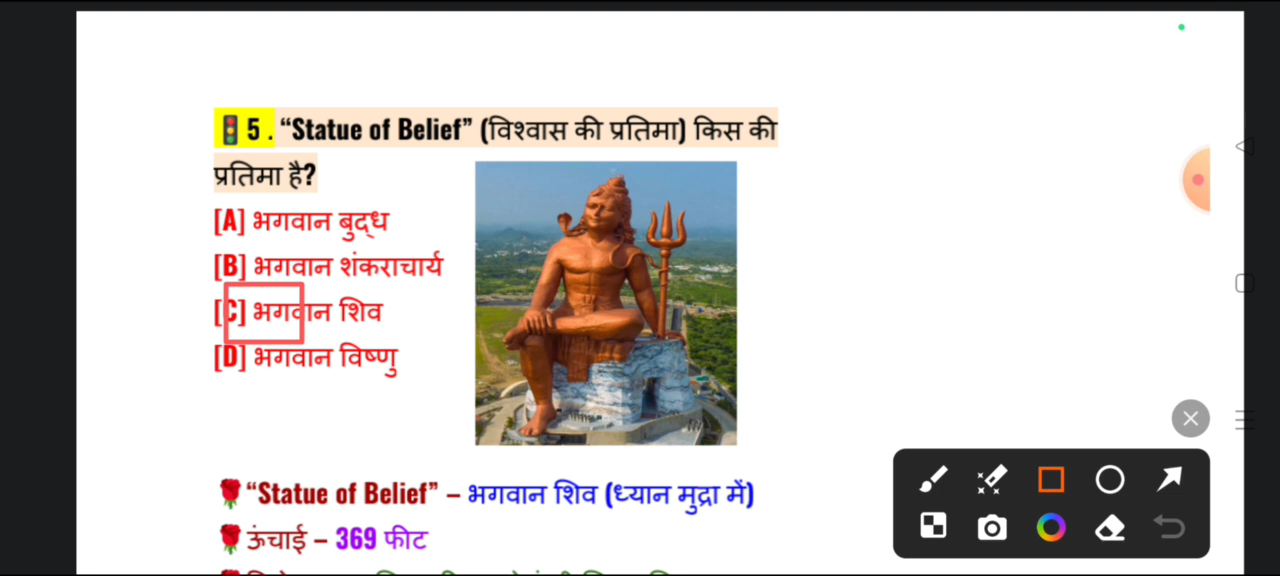 🚦5 . “Statue of Belief” (विश्वास की प्रतिमा) किस की
प्रतिमा है?
[A] भगवान बुद्ध
[B] भगवान शंकराचार्य
[C] भगवान शिव
[D] भगवान विष्णु
🌹“Statue of Belief” – भगवान शिव (ध्यान मुद्रा में)
🌹ऊंचाई – 369 फीट